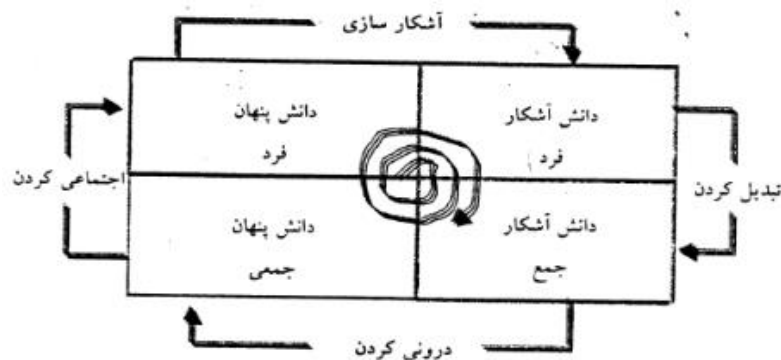 آشکار سازی
دانش پنهان
فرد
دانش آشکار
فرد
اجتماعی کردن
تبدیل کردن
دانش پنهان
جمعی
دانش آشکار
جمع
درونی کردن